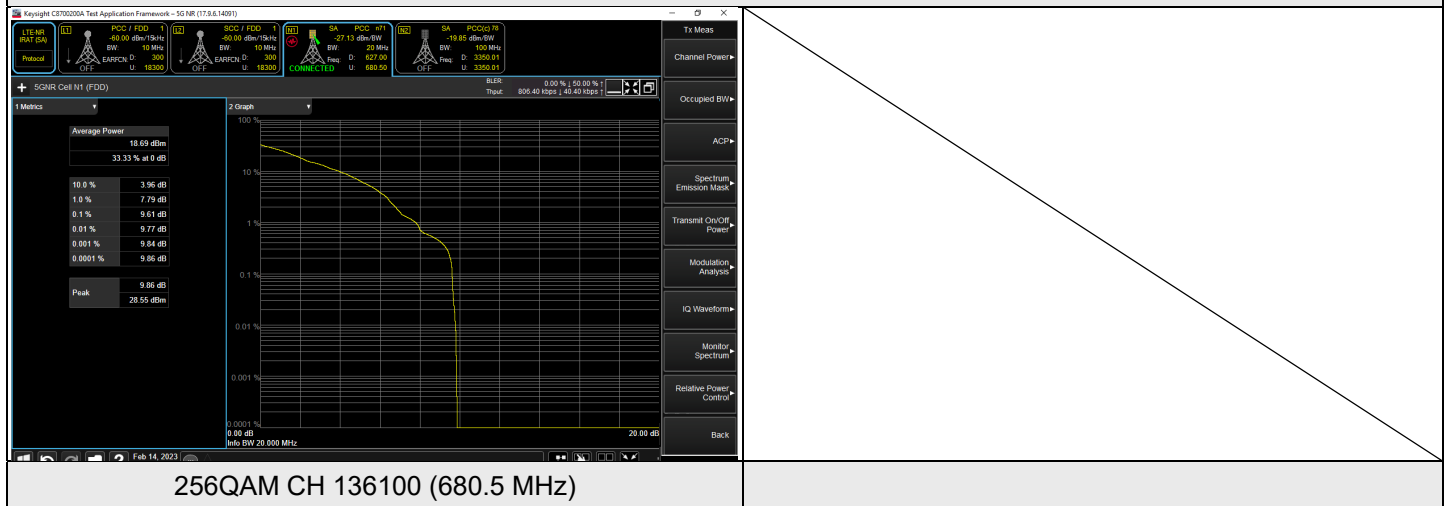 Keysight C8700200A Test Application Framework – 5G NR (17.9.6.14091)
LTE-NR
IRAT (SA)
Protocol
L1 PCC / FDD 1
-60.00 dBm/15kHz
BW: 10 MHz
EARFCN: D: 300
OFF U: 18300
L2 SCC / FDD 1
-60.00 dBm/15kHz
BW: 10 MHz
EARFCN: D: 300
OFF U: 18300
N1 SA PCC n71
-27.13 dBm/BW
BW: 20 MHz
Freq: D: 627.00
CONNECTED U: 680.50
N2 SA PCC(c) 78
-19.85 dBm/BW
BW: 100 MHz
Freq: D: 3350.01
OFF U: 3350.01
5GNR Cell N1 (FDD)
BLER: 0.00 % ↓ 50.00 % ↑
Thput: 806.40 kbps ↓ 40.40 kbps ↑
1 Metrics
Average Power
18.69 dBm
33.33 % at 0 dB
10.0 % 3.96 dB
1.0 % 7.79 dB
0.1 % 9.61 dB
0.01 % 9.77 dB
0.001 % 9.84 dB
0.0001 % 9.86 dB
Peak
9.86 dB
28.55 dBm
2 Graph
100 %
10 %
1 %
0.1 %
0.01 %
0.001 %
0.0001 %
0.00 dB 20.00 dB
Info BW 20.000 MHz
Tx Meas
Channel Power
Occupied BW
ACP
Spectrum
Emission Mask
Transmit On/Off
Power
Modulation
Analysis
IQ Waveform
Monitor
Spectrum
Relative Power
Control
Back
Feb 14, 2023
256QAM CH 136100 (680.5 MHz)